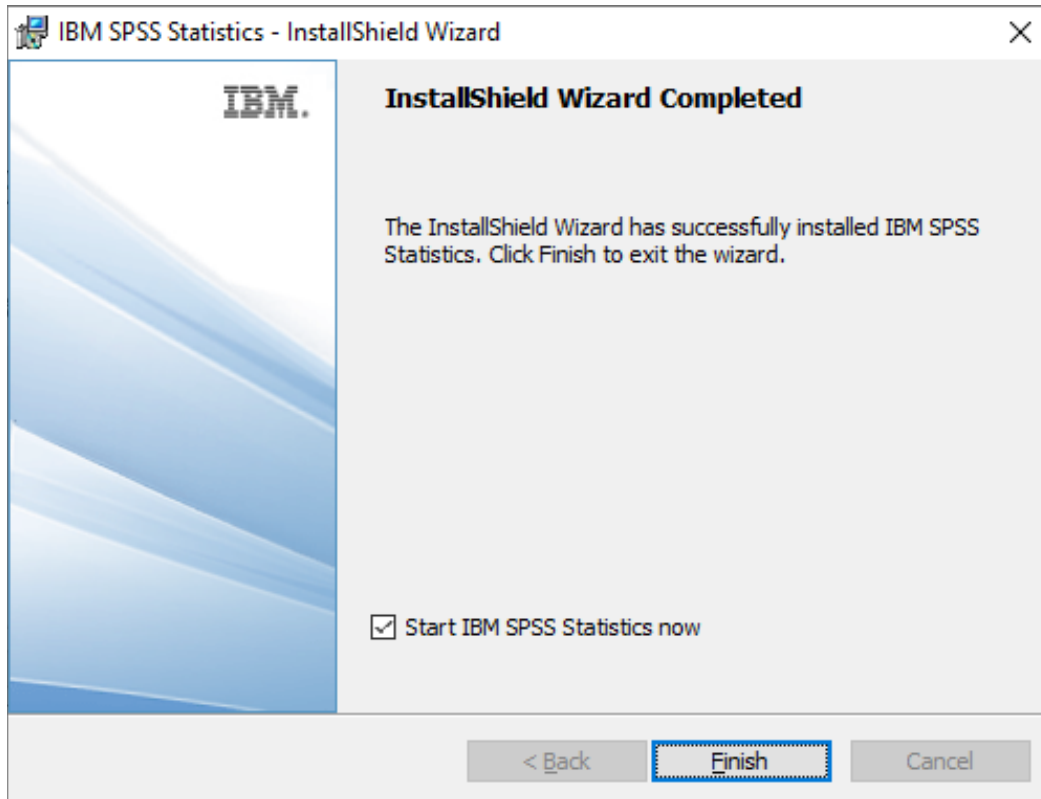 IBM SPSS Statistics - InstallShield Wizard
IBM.
InstallShield Wizard Completed
The InstallShield Wizard has successfully installed IBM SPSS
Statistics. Click Finish to exit the wizard.
Start IBM SPSS Statistics now
< Back
Finish
Cancel